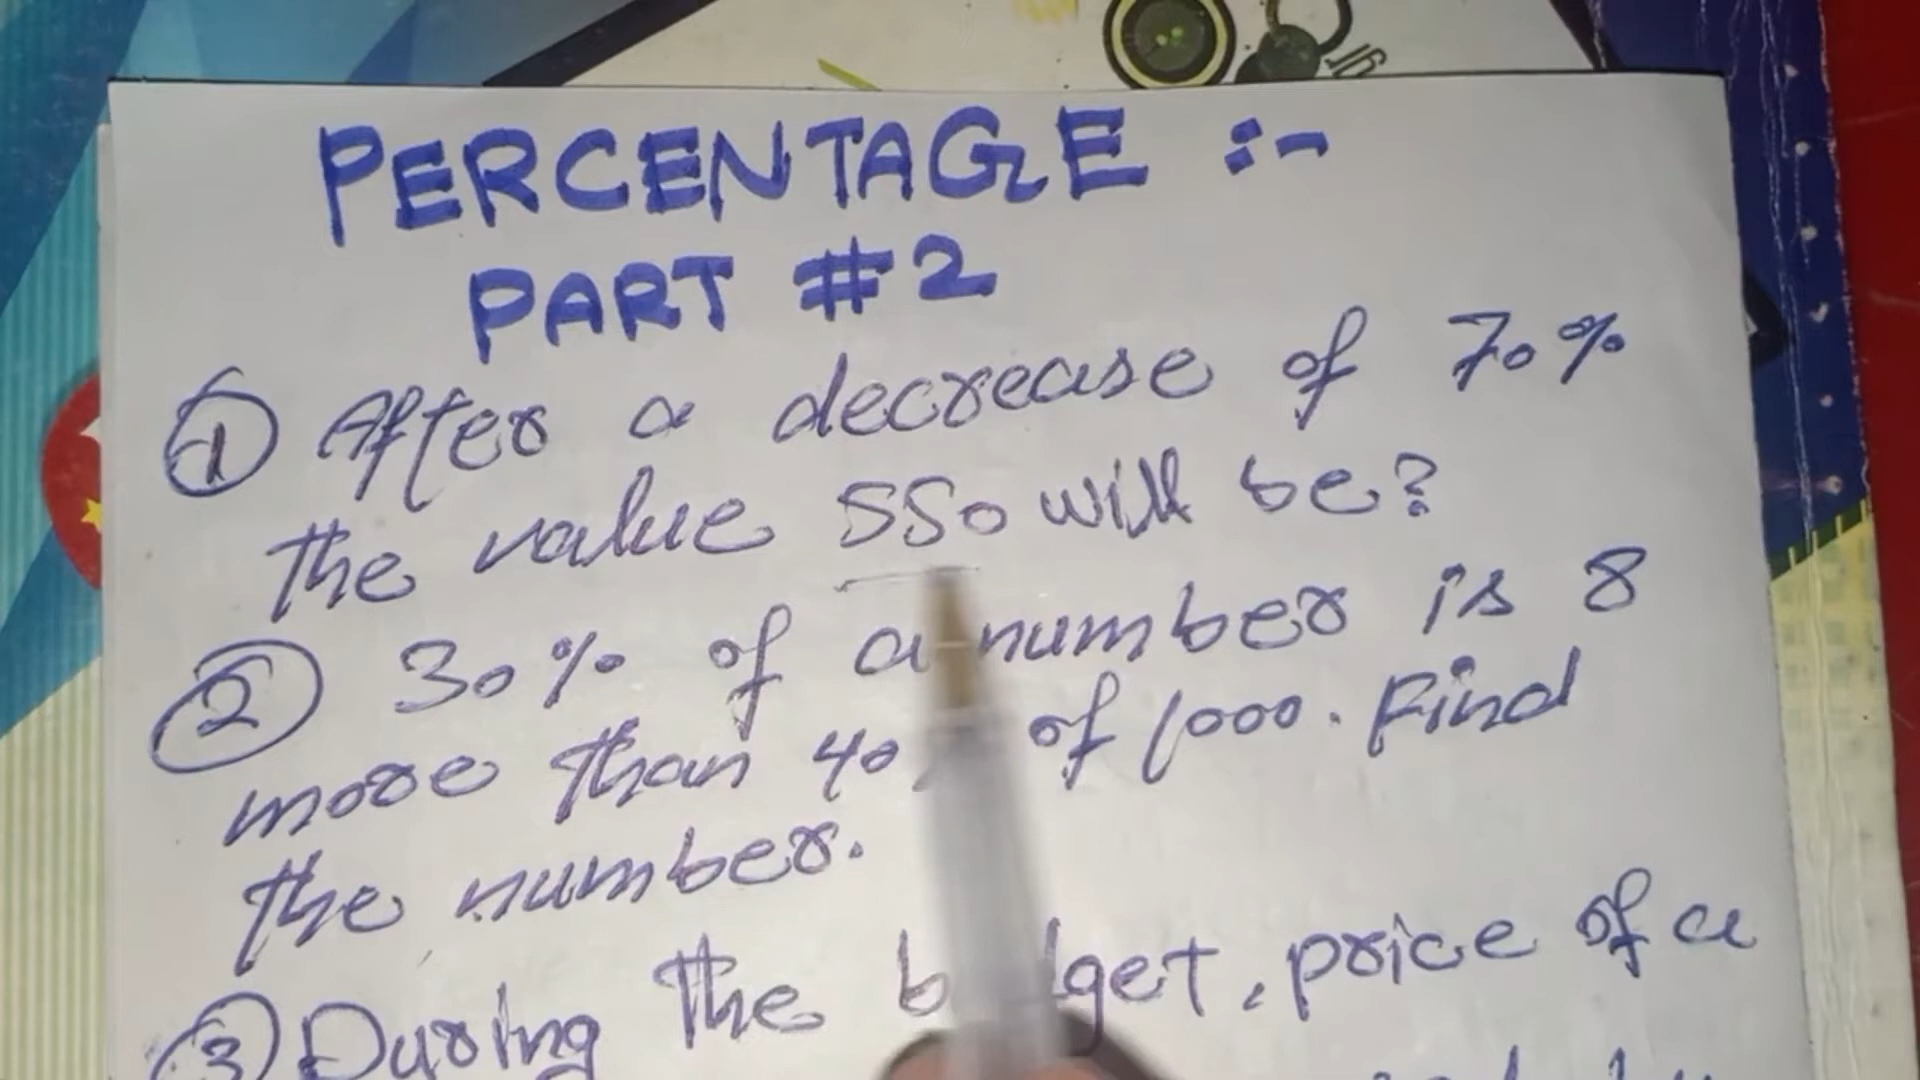 PERCENTAGE :-
PART #2
① After a decrease of 70%
the value 550 will be?
② 30% of a number is 8
more than 40% of 1000. Find
the number.
③ During the budget, price of a